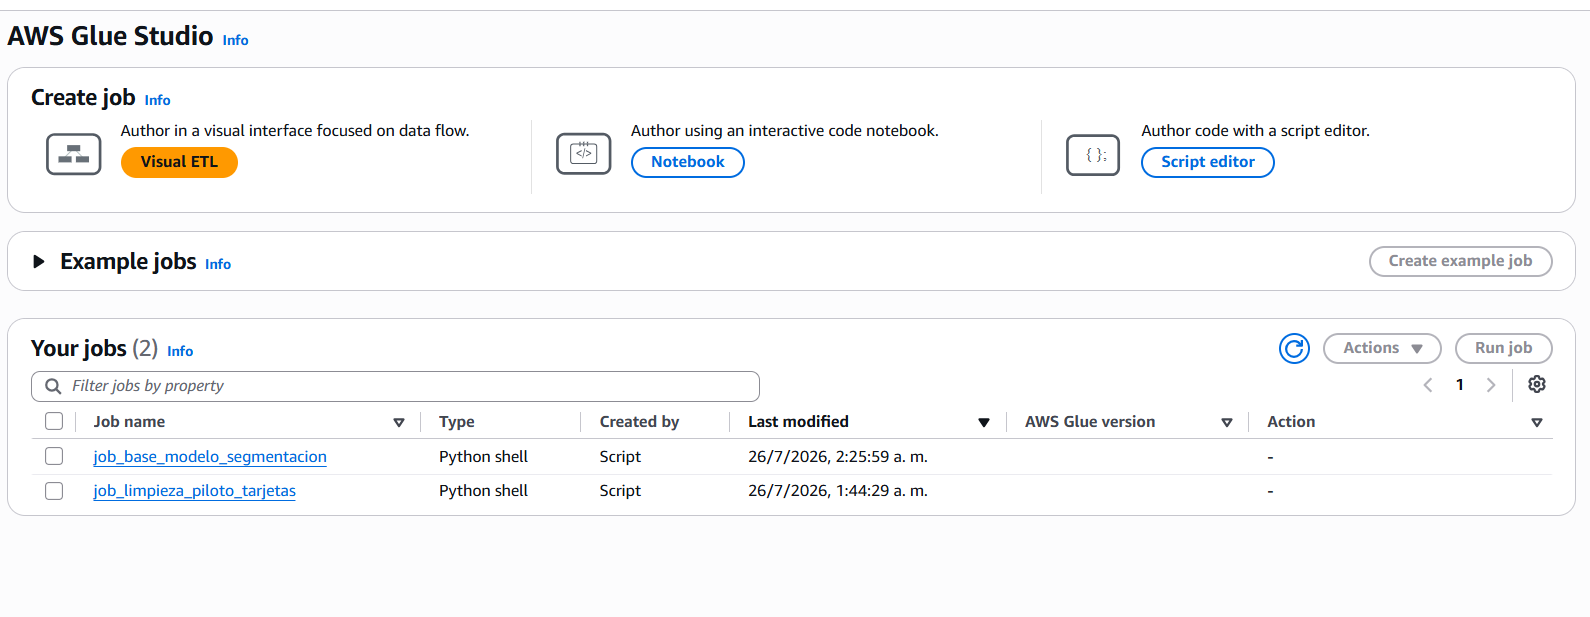 AWS Glue Studio Info
Create job Info
Author in a visual interface focused on data flow.
Visual ETL
Author using an interactive code notebook.
Notebook
Author code with a script editor.
Script editor
Example jobs Info
Create example job
Your jobs (2) Info
Actions
Run job
Filter jobs by property
1
Job name Type Created by Last modified AWS Glue version Action
job_base_modelo_segmentacion Python shell Script 26/7/2026, 2:25:59 a. m. -
job_limpieza_piloto_tarjetas Python shell Script 26/7/2026, 1:44:29 a. m. -